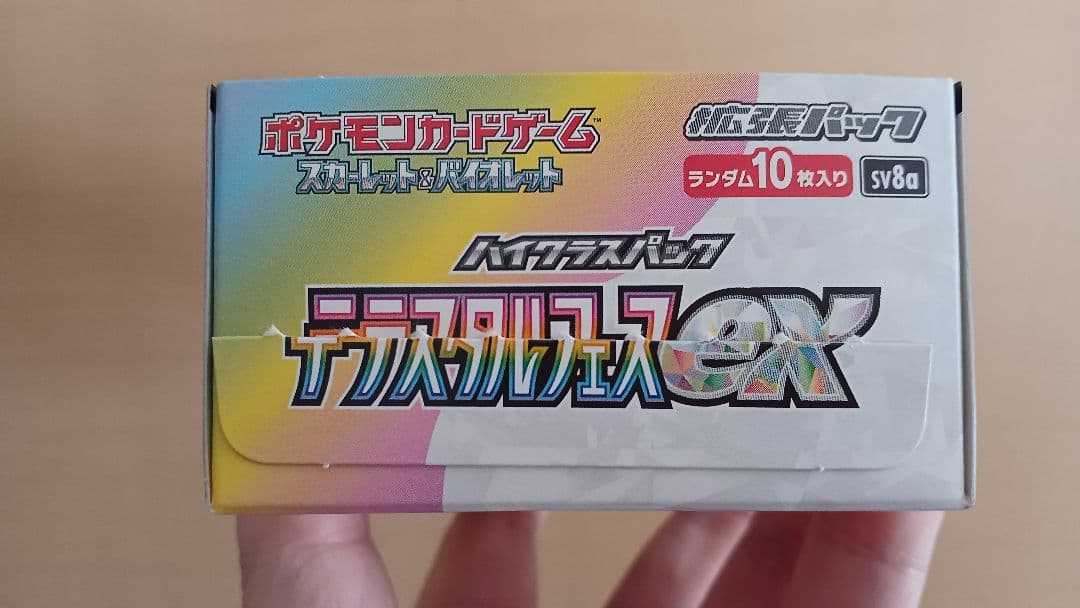 ポケモンカードゲーム™
スカーレット&バイオレット
拡張パック
ランダム10枚入り
SV8a
ハイクラスパック
テラスタルフェスex